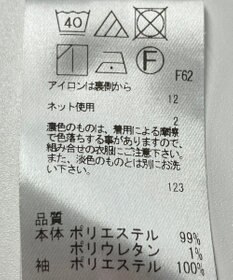 40
F
F62
アイロンは裏側から
12
ネット使用
2
濃色のものは、着用による摩擦
で色落ちする事が有りますので、
組み合せの衣服にご注意下さい。
また、淡色のものとは別にお洗
い下さい。
123
品質
本体 ポリエステル 99%
ポリウレタン 1%
袖 ポリエステル 100%